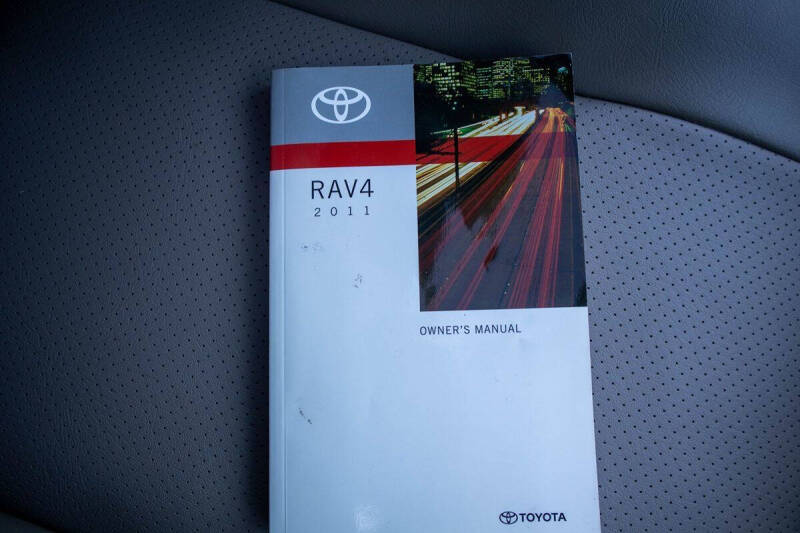 RAV4
2011
OWNER'S MANUAL
TOYOTA